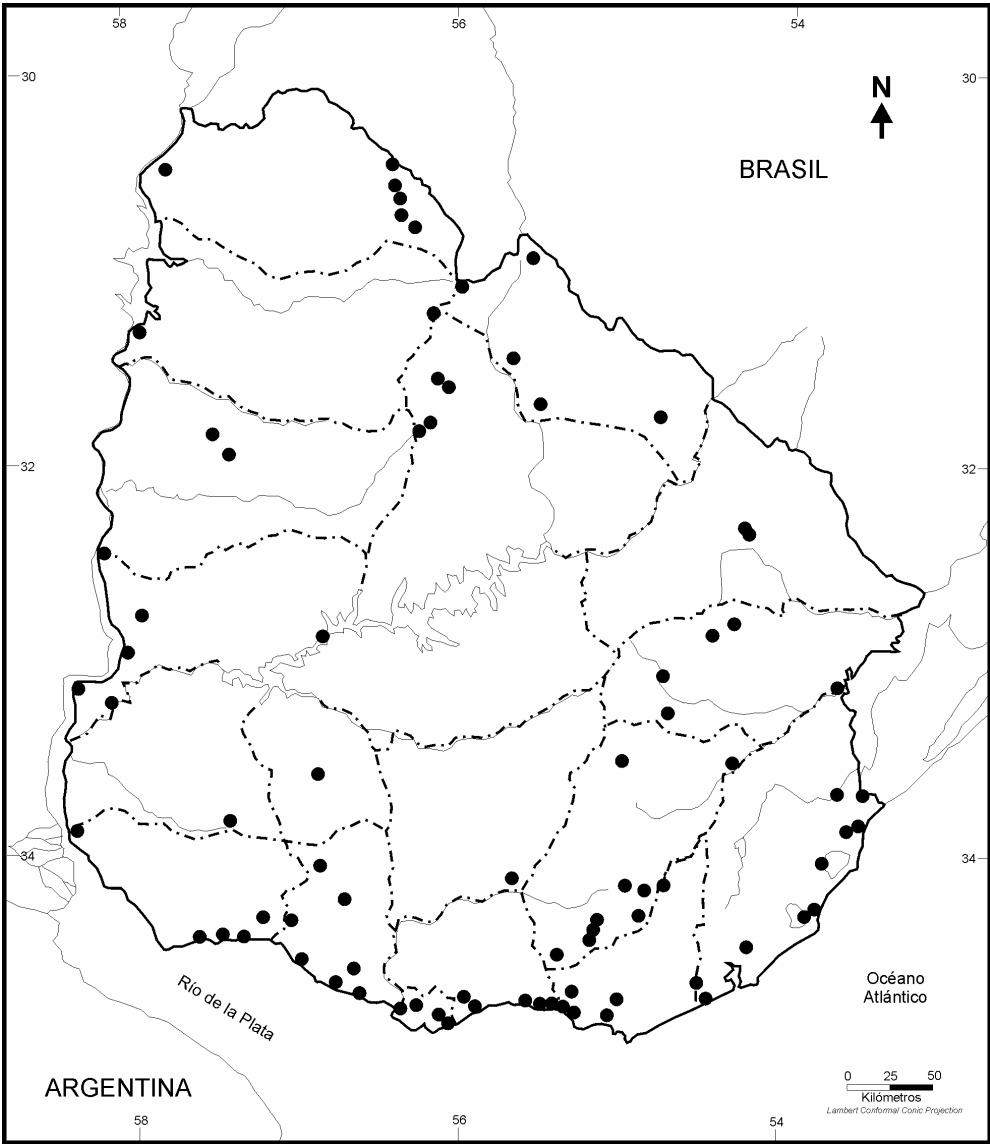 58
56
54
30
30
N
BRASIL
32
32
34
34
Océano
Atlántico
Río de la Plata
ARGENTINA
0 25 50
Kilómetros
Lambert Conformal Conic Projection
58
56
54